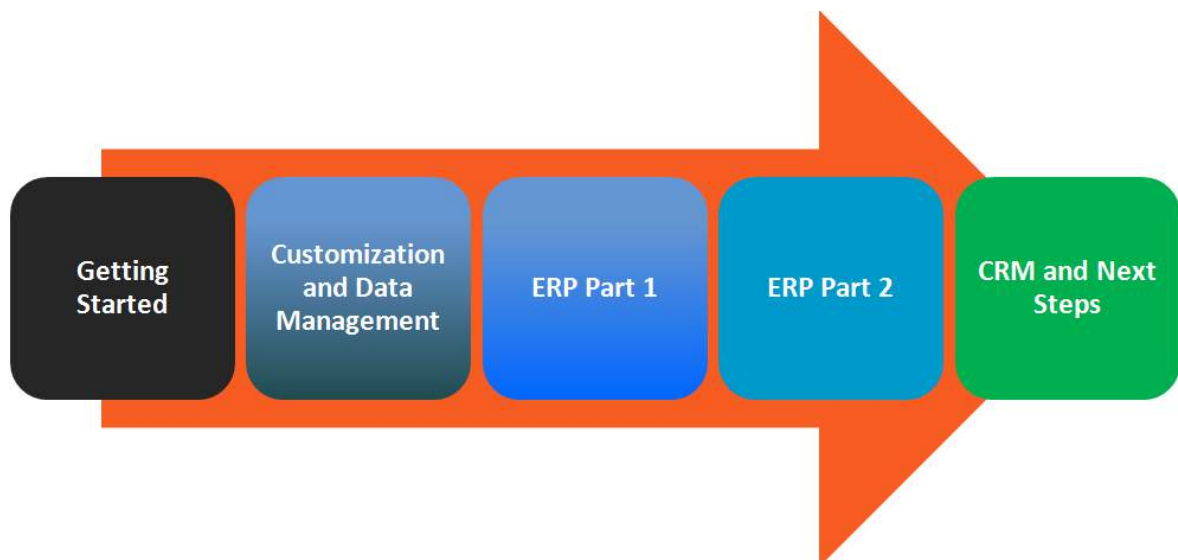 Getting
Started
Customization
and Data
Management
ERP Part 1
ERP Part 2
CRM and Next
Steps